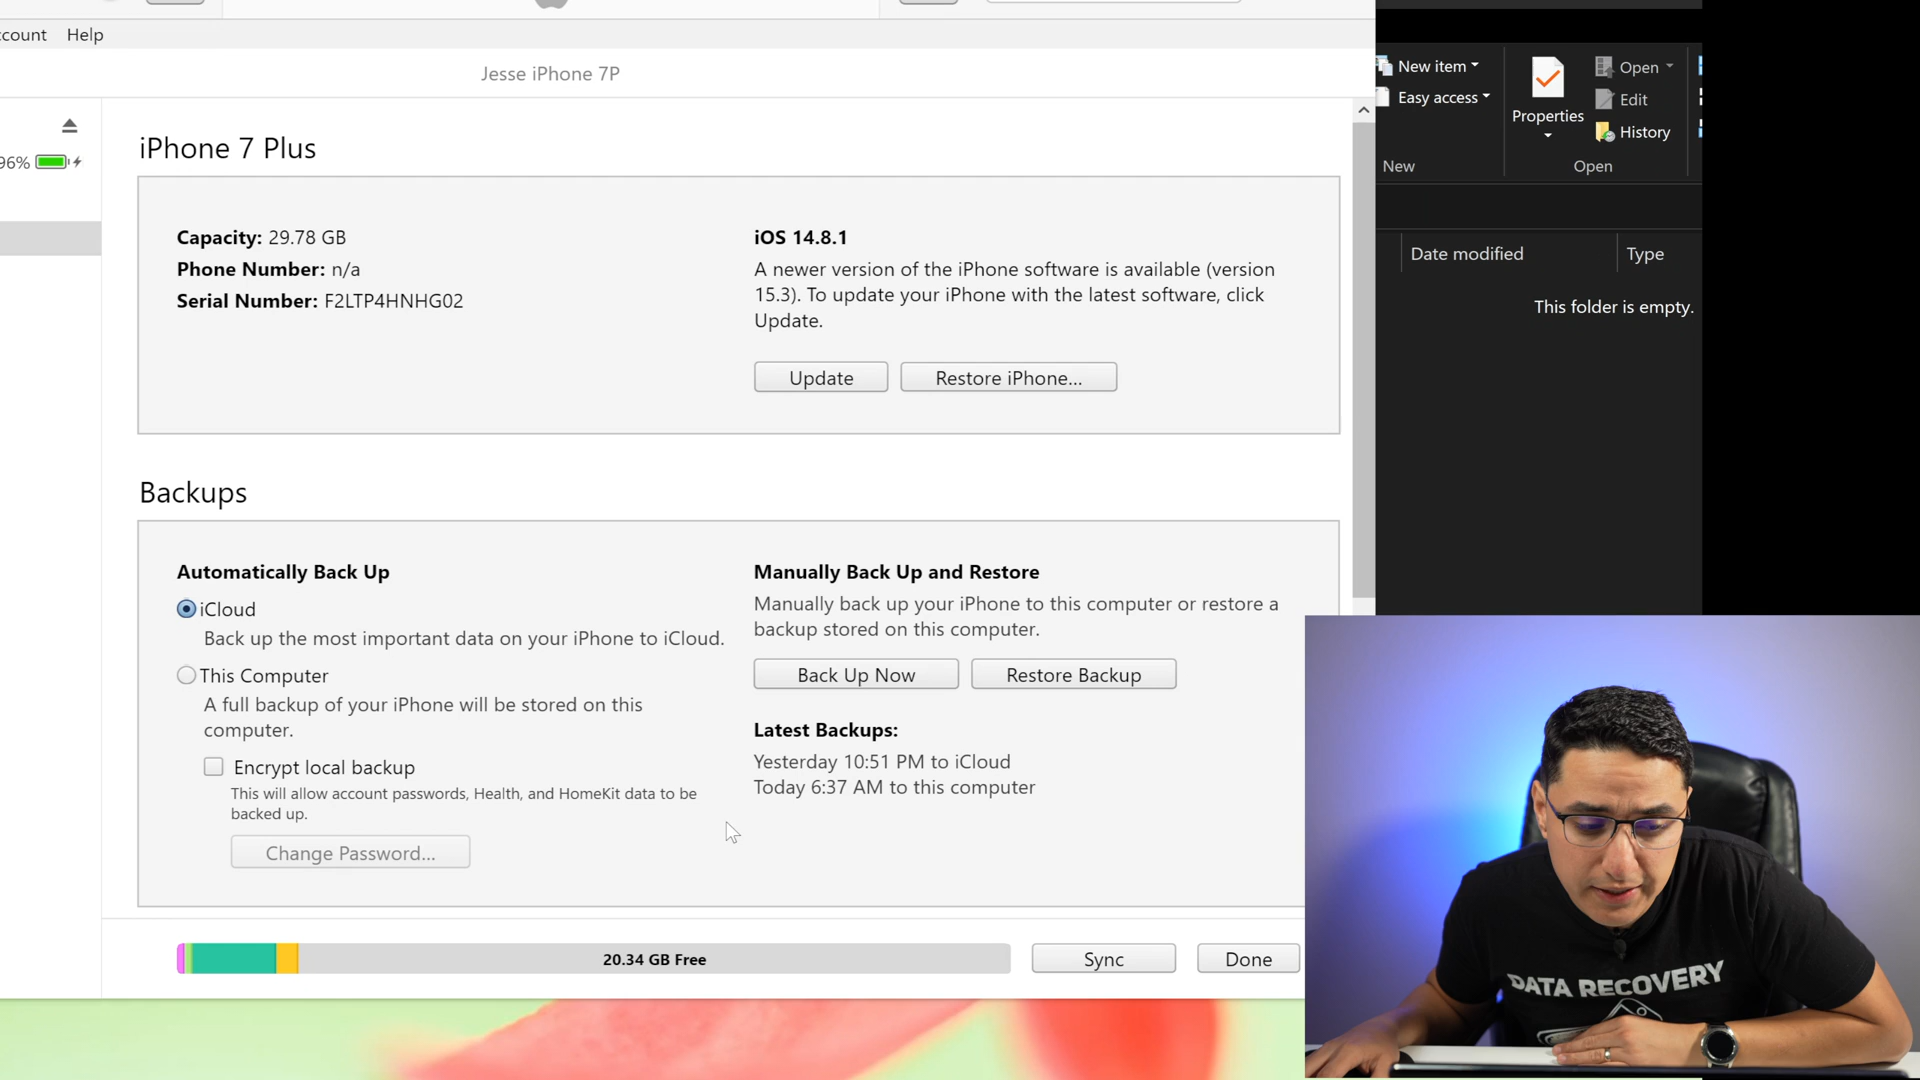 ccount Help
Jesse iPhone 7P
96%
iPhone 7 Plus
Capacity: 29.78 GB
Phone Number: n/a
Serial Number: F2LTP4HNHG02
iOS 14.8.1
A newer version of the iPhone software is available (version
15.3). To update your iPhone with the latest software, click
Update.
Update Restore iPhone...
Backups
Automatically Back Up
iCloud
Back up the most important data on your iPhone to iCloud.
This Computer
A full backup of your iPhone will be stored on this
computer.
Encrypt local backup
This will allow account passwords, Health, and HomeKit data to be
backed up.
Change Password...
Manually Back Up and Restore
Manually back up your iPhone to this computer or restore a
backup stored on this computer.
Back Up Now Restore Backup
Latest Backups:
Yesterday 10:51 PM to iCloud
Today 6:37 AM to this computer
20.34 GB Free Sync Done
New item
Easy access
New
Properties
Open
Edit
History
Open
Date modified Type
This folder is empty.
DATA RECOVERY